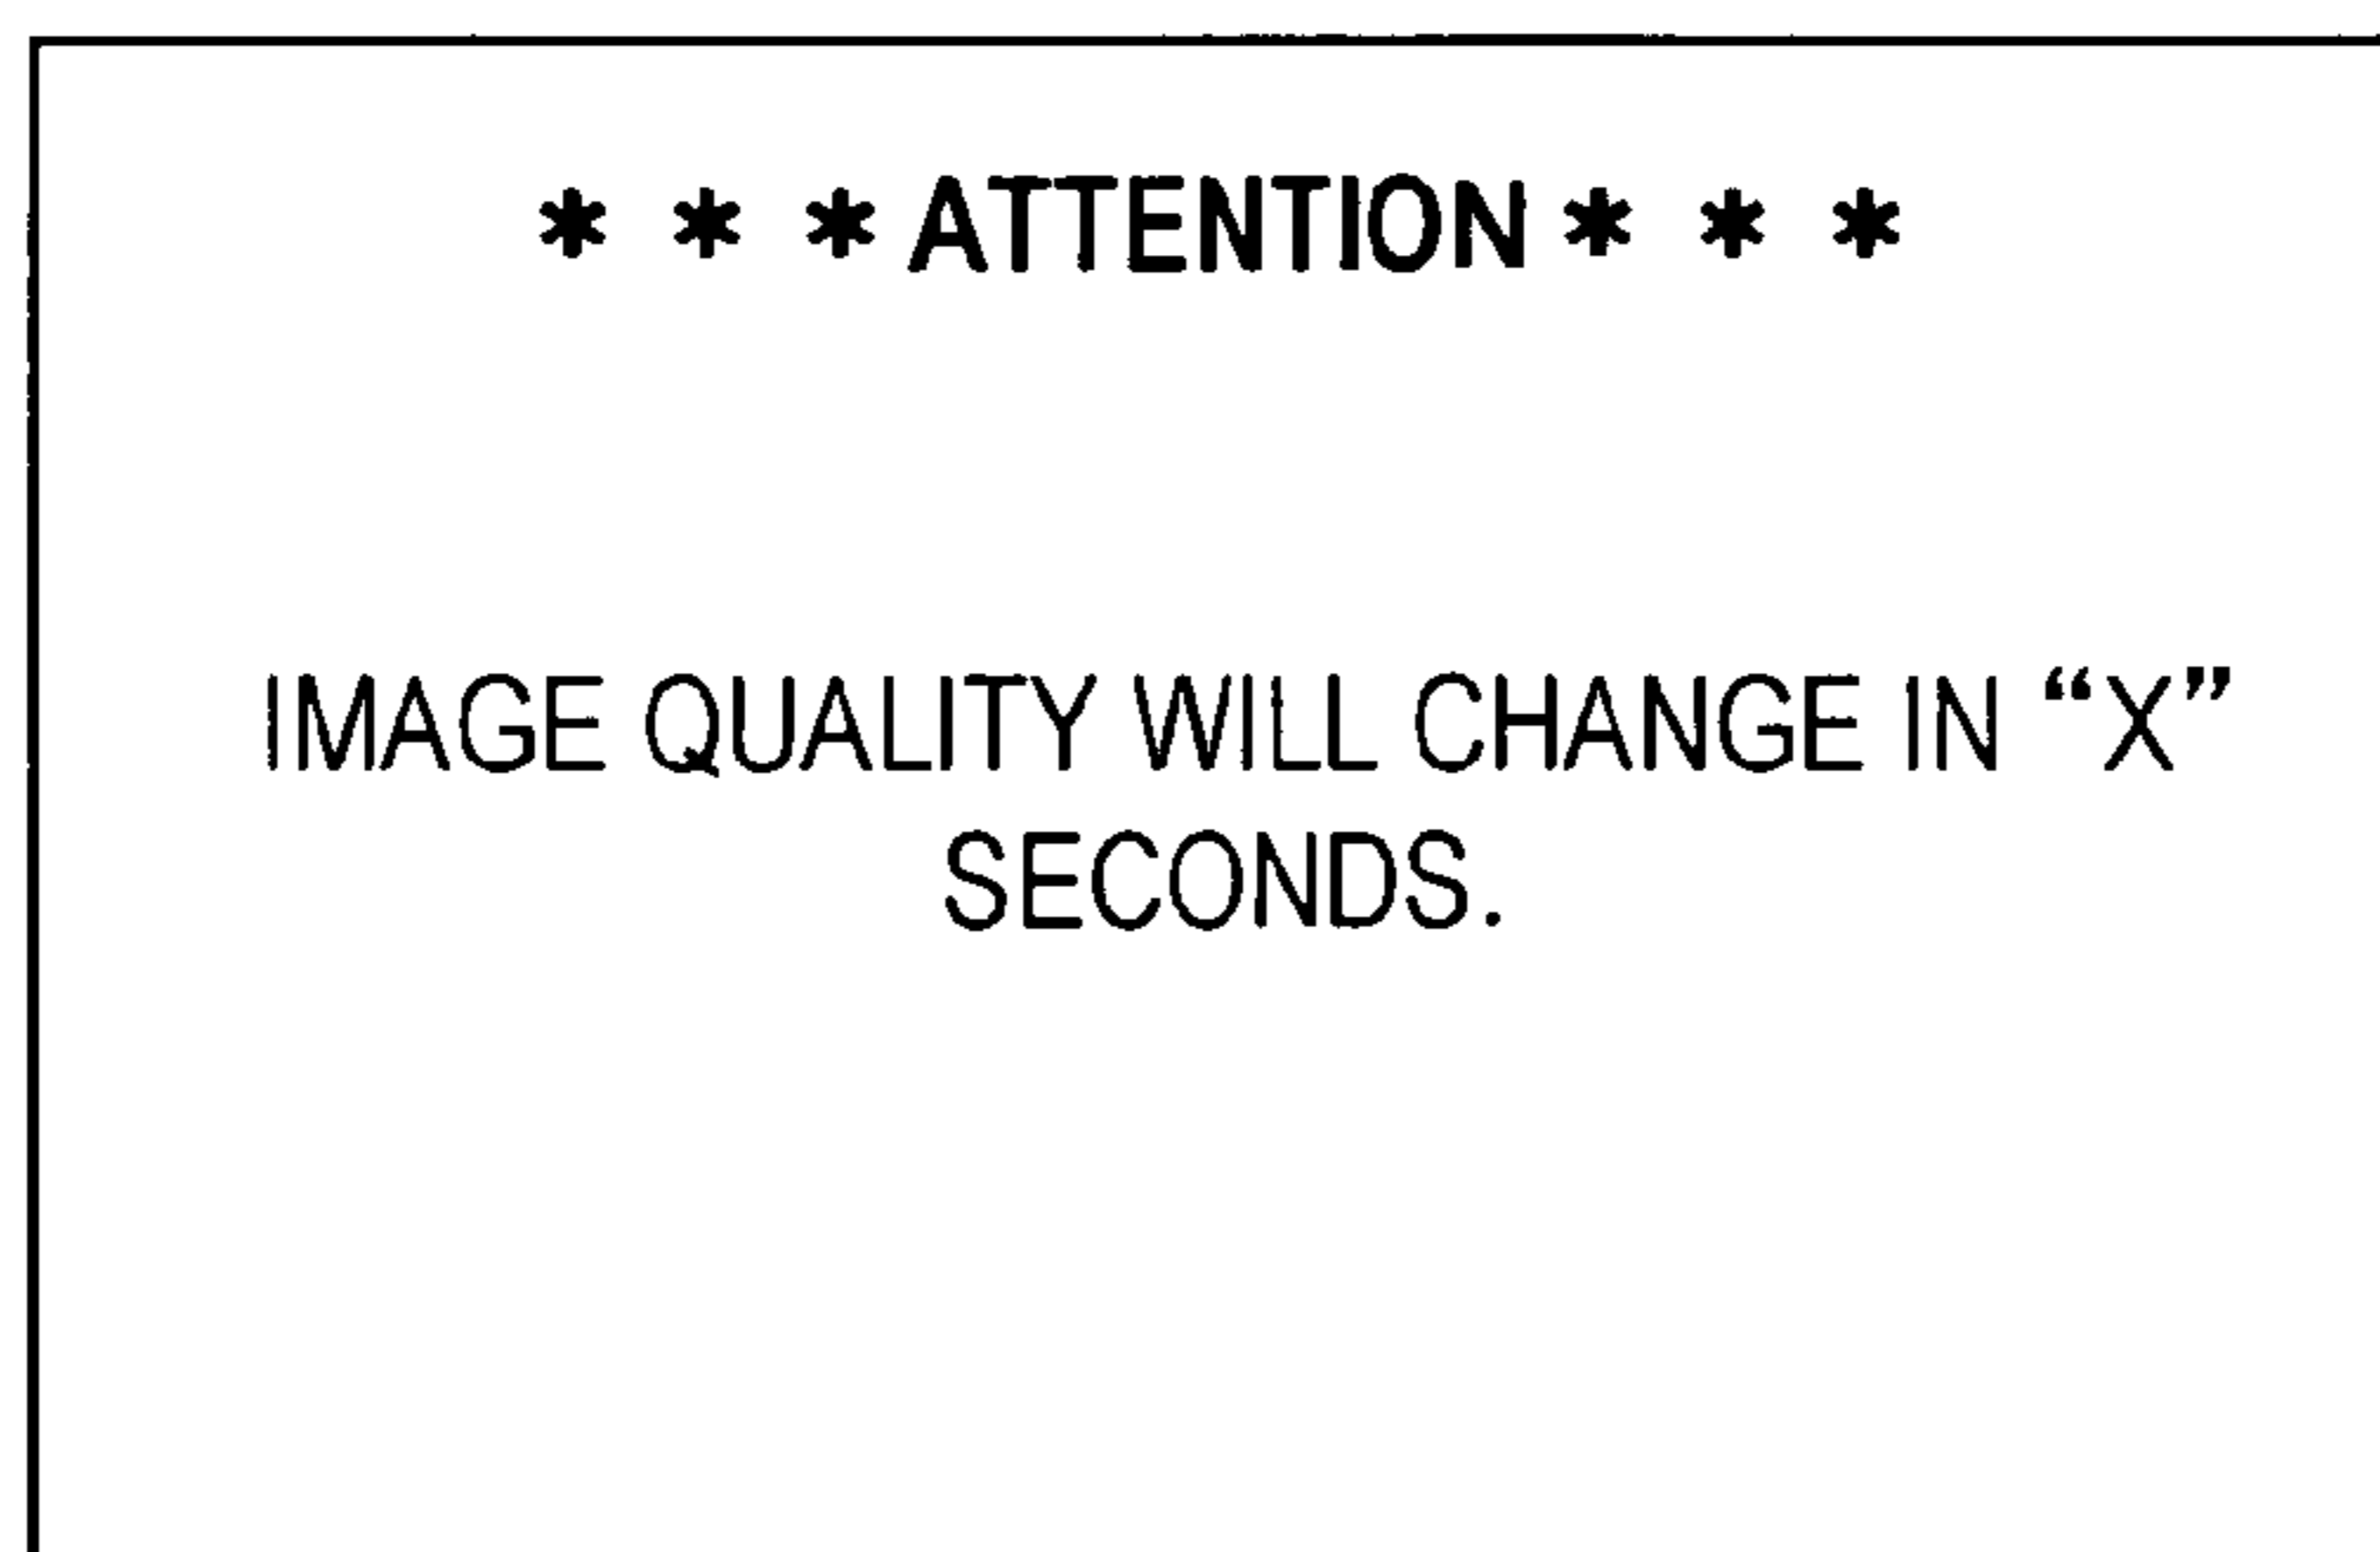 * * * ATTENTION * * *
IMAGE QUALITY WILL CHANGE IN “X”
SECONDS.